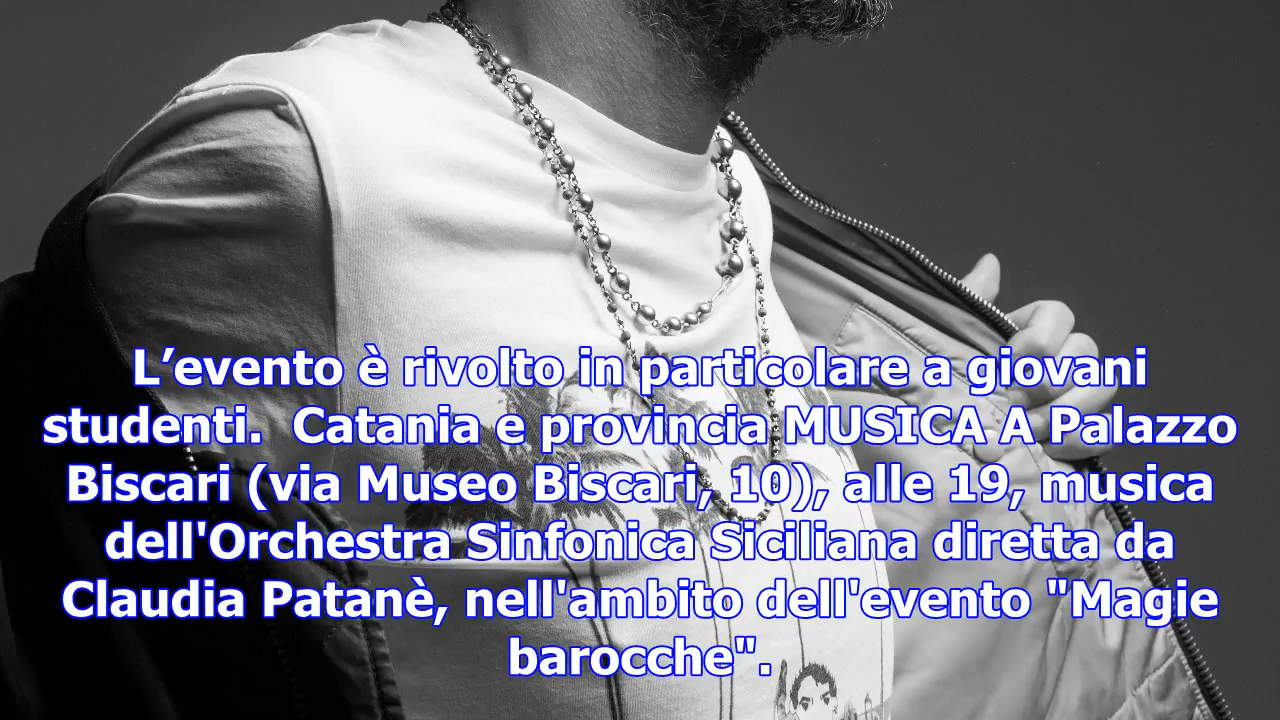 L’evento è rivolto in particolare a giovani
studenti.  Catania e provincia MUSICA A Palazzo
Biscari (via Museo Biscari, 10), alle 19, musica
dell'Orchestra Sinfonica Siciliana diretta da
Claudia Patanè, nell'ambito dell'evento "Magie
barocche".